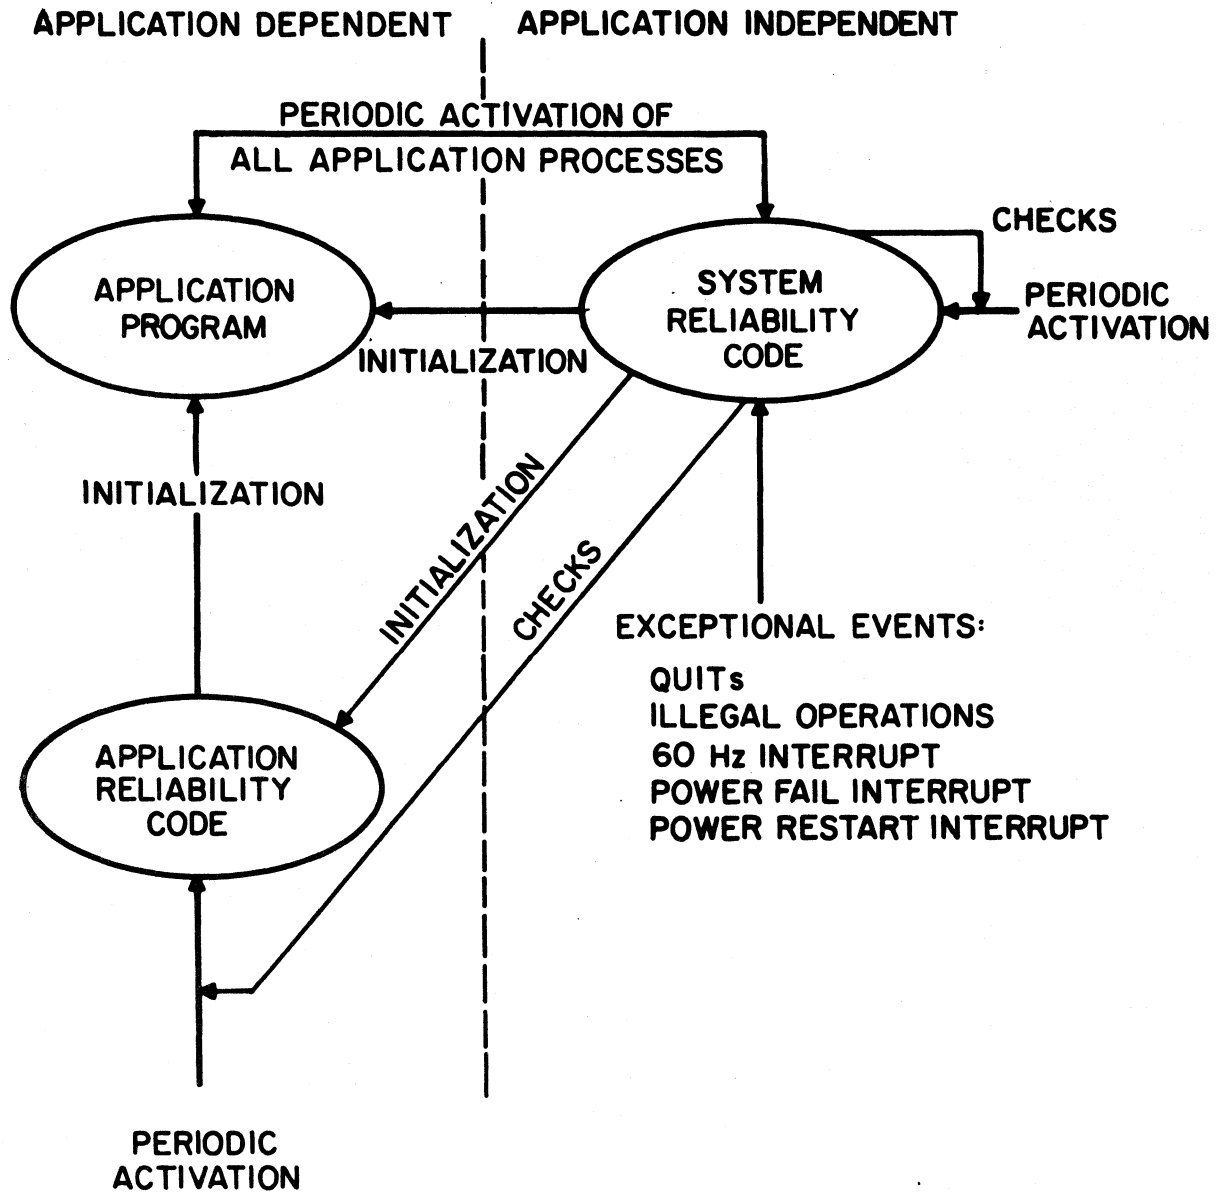 APPLICATION DEPENDENT
APPLICATION INDEPENDENT
PERIODIC ACTIVATION OF
ALL APPLICATION PROCESSES
CHECKS
PERIODIC
ACTIVATION
APPLICATION
PROGRAM
SYSTEM
RELIABILITY
CODE
INITIALIZATION
INITIALIZATION
INITIALIZATION
CHECKS
EXCEPTIONAL EVENTS:
QUITs
ILLEGAL OPERATIONS
60 Hz INTERRUPT
POWER FAIL INTERRUPT
POWER RESTART INTERRUPT
APPLICATION
RELIABILITY
CODE
PERIODIC
ACTIVATION